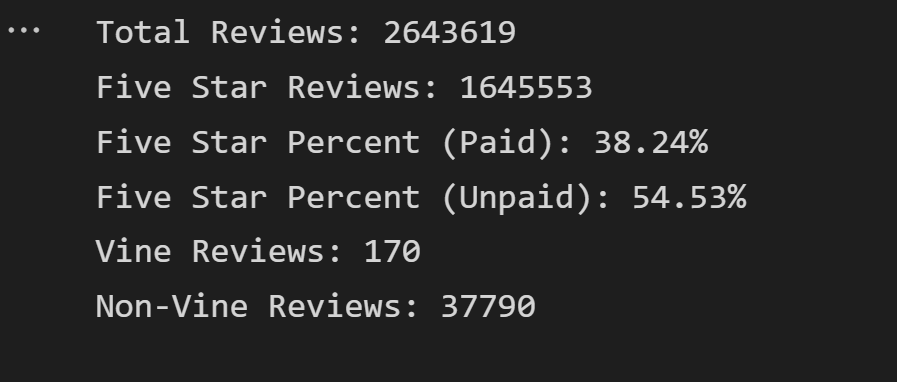 Total Reviews: 2643619
Five Star Reviews: 1645553
Five Star Percent (Paid): 38.24%
Five Star Percent (Unpaid): 54.53%
Vine Reviews: 170
Non-Vine Reviews: 37790